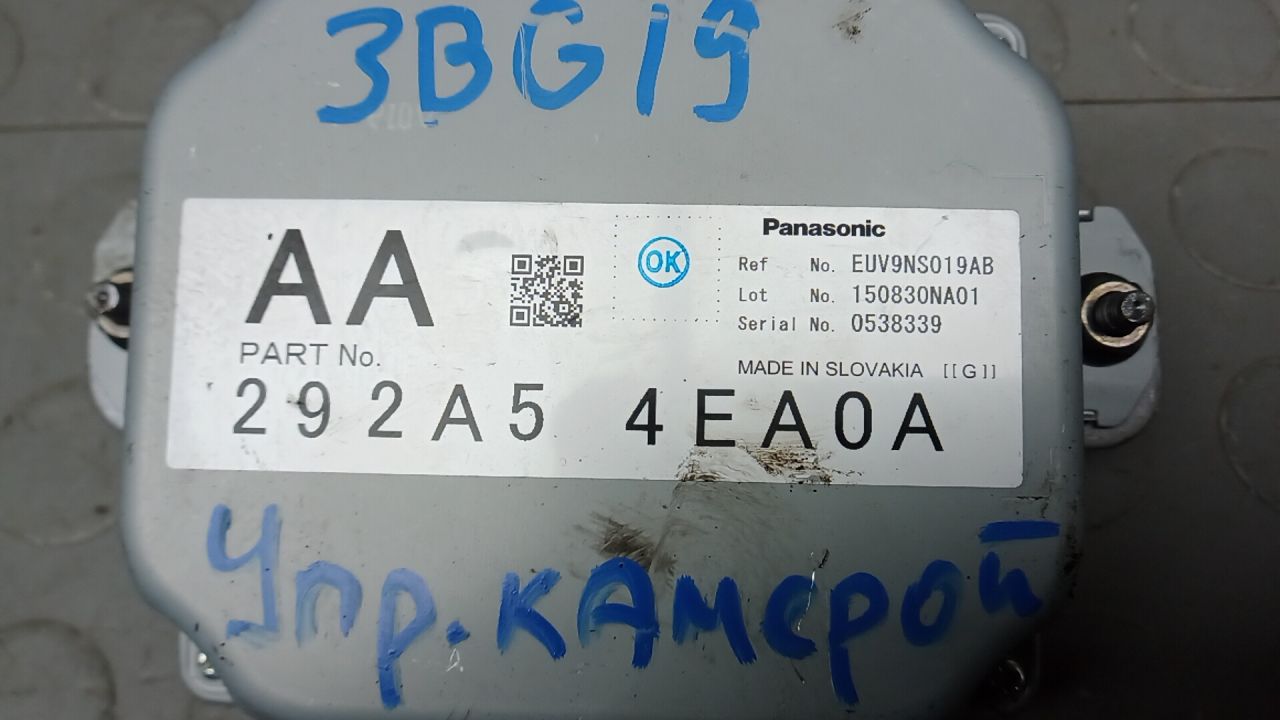 3BG19
AA
OK
Panasonic
Ref No. EUV9NS019AB
Lot No. 150830NA01
Serial No. 0538339
PART No.
MADE IN SLOVAKIA [[G]]
292A5 4EA0A
Упр. камерой